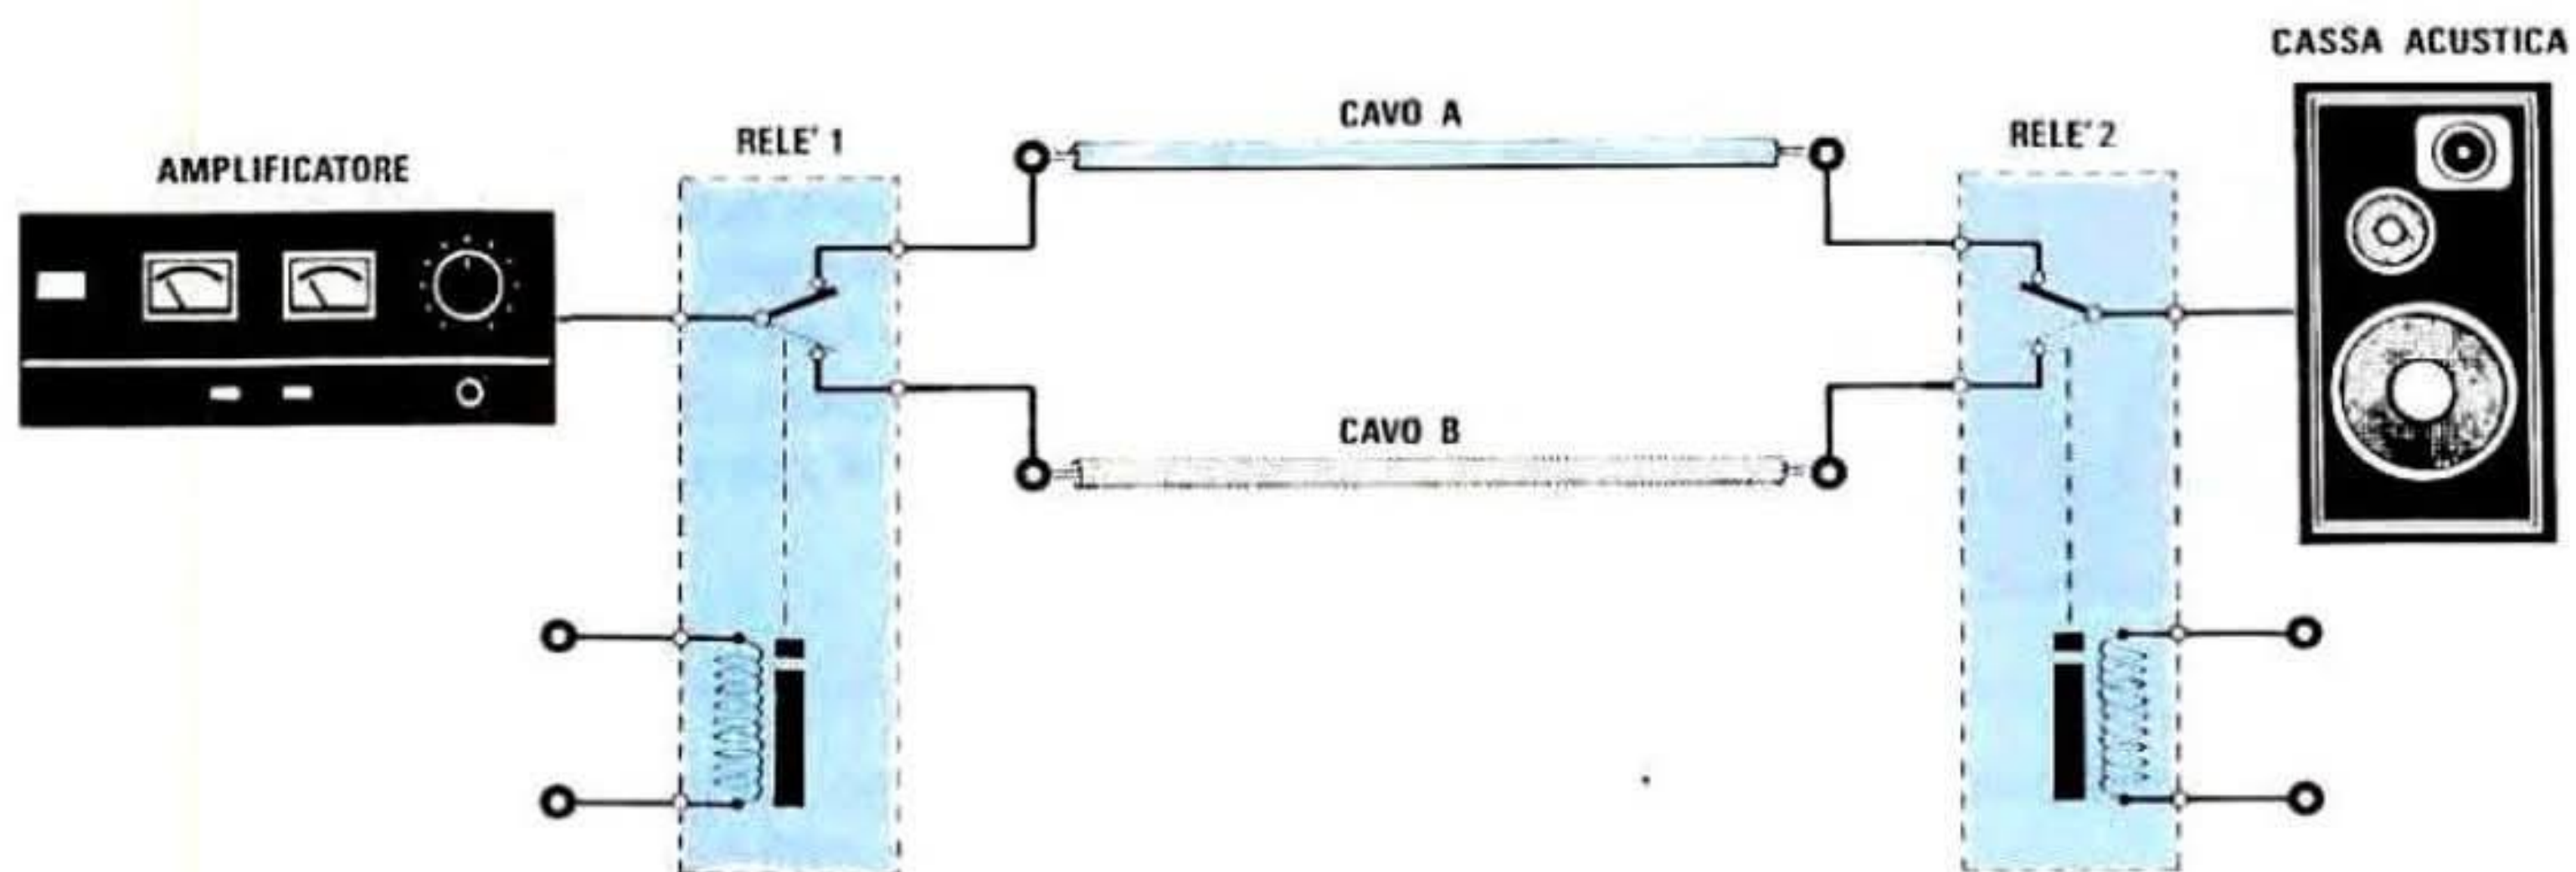 CASSA ACUSTICA
CAVO A
RELE' 1
RELE' 2
AMPLIFICATORE
CAVO B